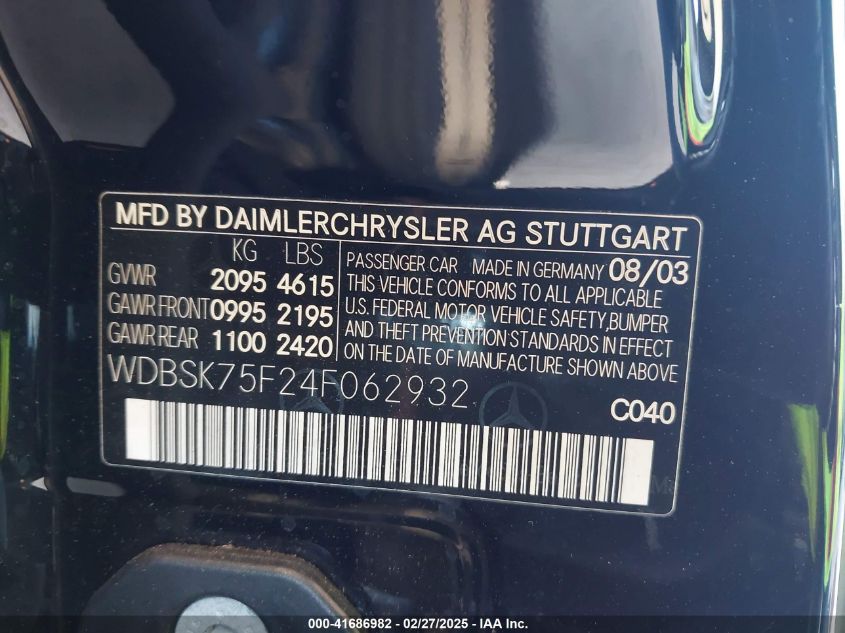 MFD BY DAIMLERCHRYSLER AG STUTTGART
KG LBS
GVWR 2095 4615
GAWR FRONT 0995 2195
GAWR REAR 1100 2420
PASSENGER CAR MADE IN GERMANY 08/03
THIS VEHICLE CONFORMS TO ALL APPLICABLE
U.S. FEDERAL MOTOR VEHICLE SAFETY,BUMPER
AND THEFT PREVENTION STANDARDS IN EFFECT
ON THE DATE OF MANUFACTURE SHOWN ABOVE
WDBSK75F24F062932
C040
000-41686982 - 02/27/2025 - IAA Inc.